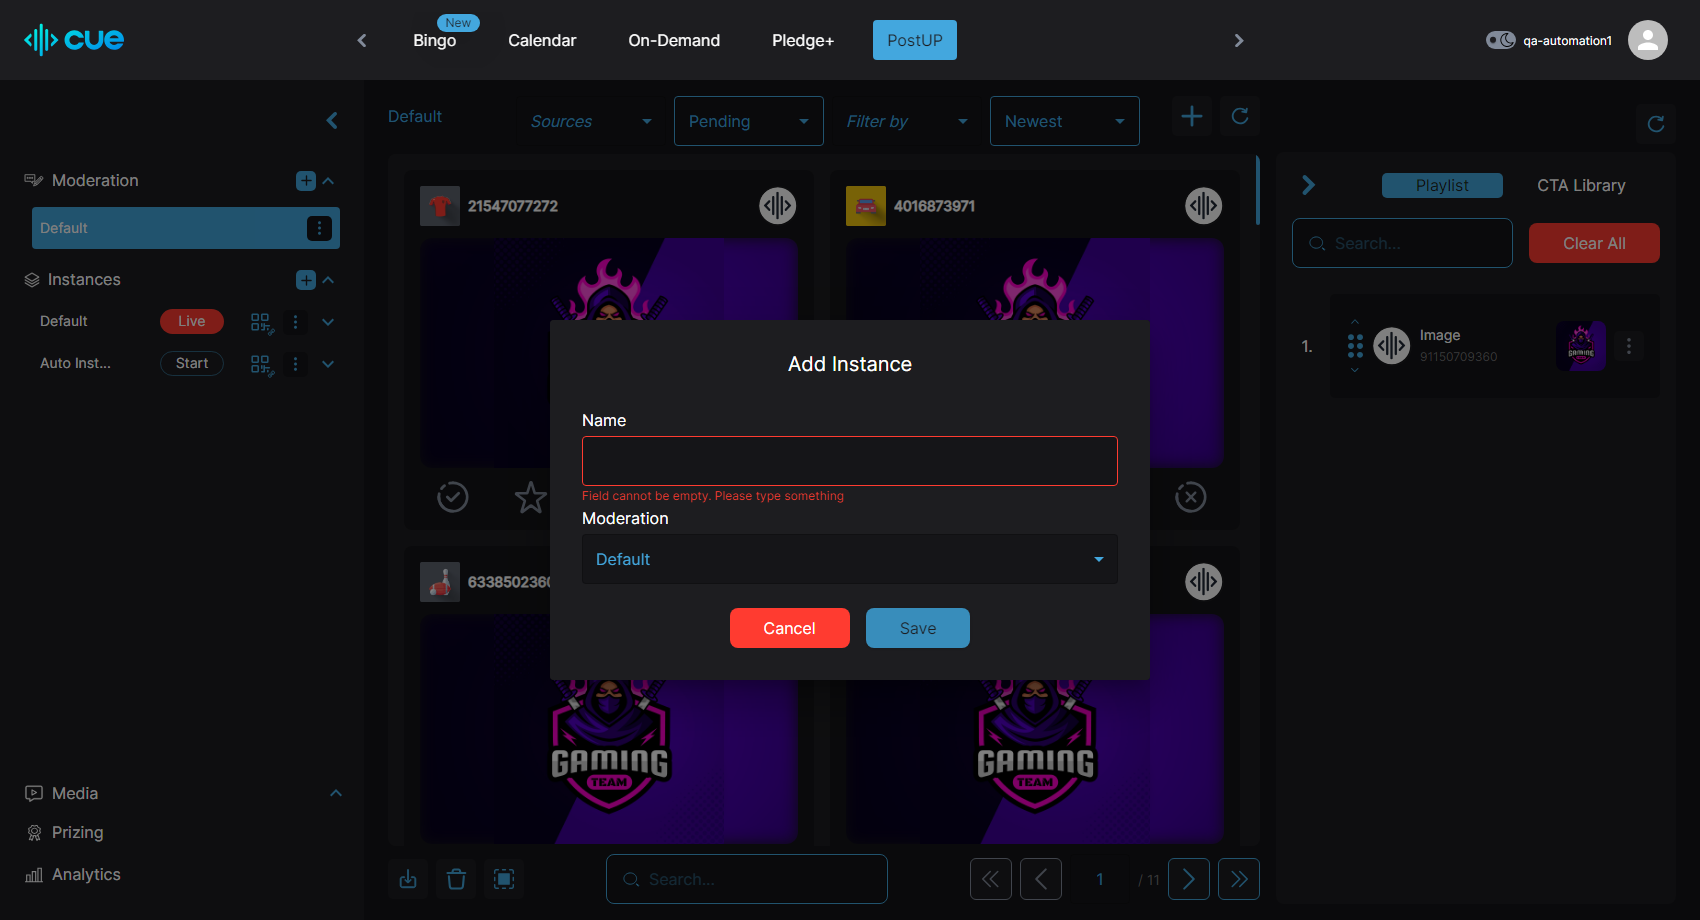 cue
New
Bingo
Calendar
On-Demand
Pledge+
PostUP
qa-automation1
Default
Sources
Pending
Filter by
Newest
Moderation
Default
Instances
Default
Live
Auto Inst...
Start
Media
Prizing
Analytics
21547077272
4016873971
6338502360
GAMING
TEAM
GAMING
TEAM
Add Instance
Name
Field cannot be empty. Please type something
Moderation
Default
Cancel
Save
Search...
1
/ 11
Playlist
CTA Library
Search...
Clear All
1.
Image
91150709360
GAMING